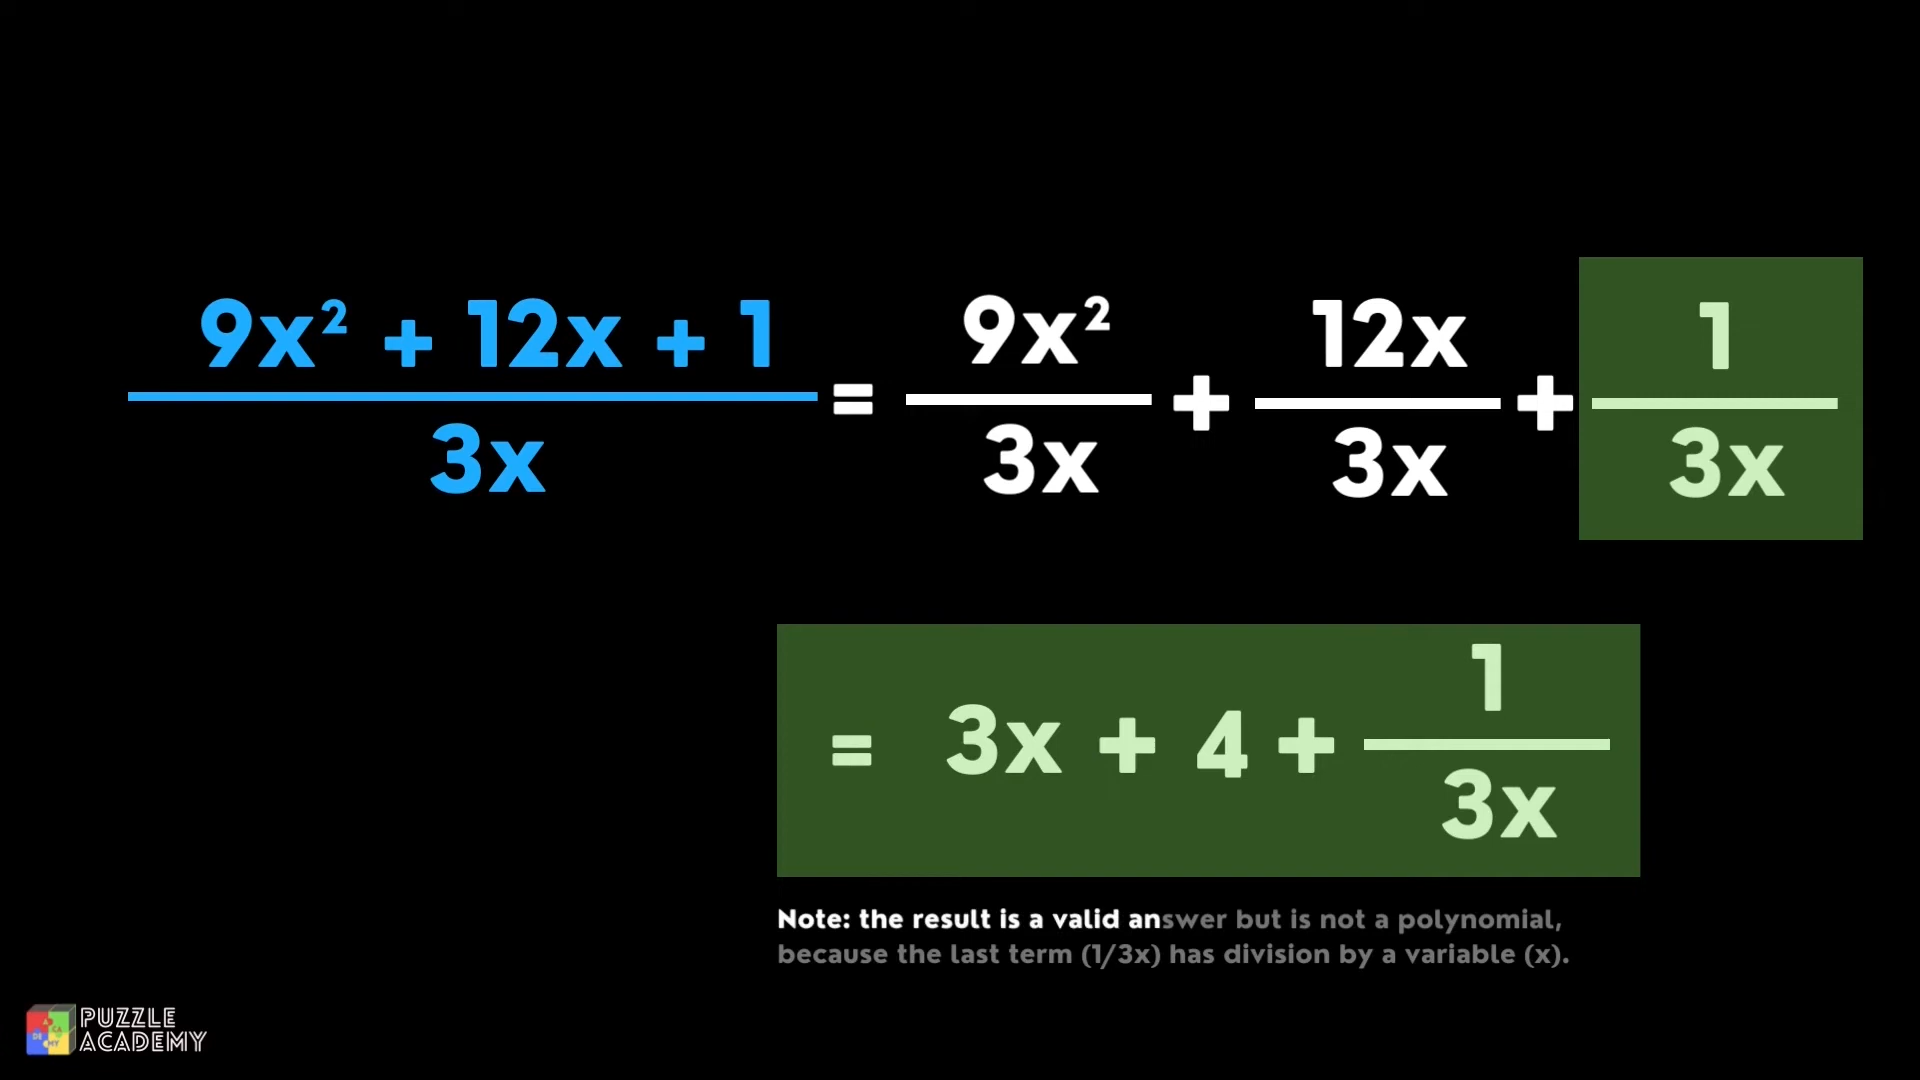 9x² + 12x + 1
3x
=
9x²
3x
+
12x
3x
+
1
3x
= 3x + 4 +
1
3x
Note: the result is a valid answer but is not a polynomial,
because the last term (1/3x) has division by a variable (x).
PUZZLE
ACADEMY